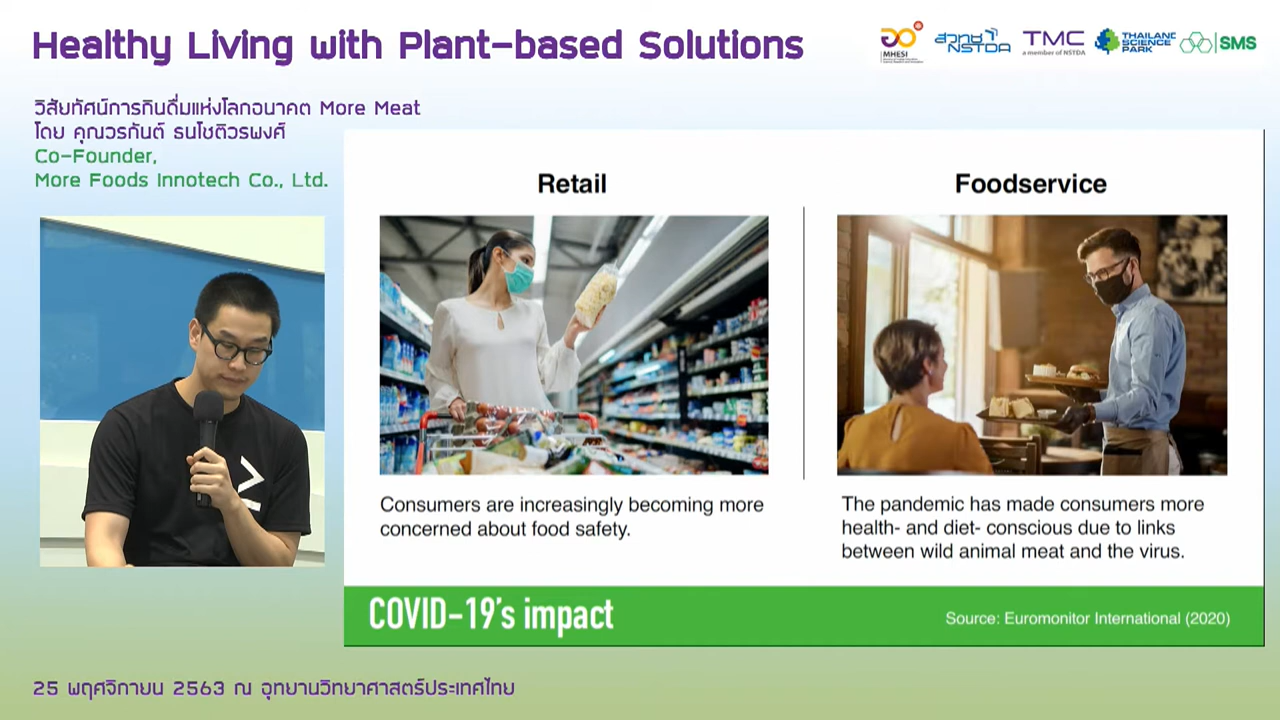 Healthy Living with Plant-based Solutions
MHESI
สวทช
NSTDA
TMC
a member of NSTDA
THAILAND
SCIENCE
PARK
SMS
วิสัยทัศน์การกินดื่มแห่งโลกอนาคต More Meat
โดย คุณวรกันต์ ธนโชติวรพงศ์
Co-Founder,
More Foods Innotech Co., Ltd.
Retail
Foodservice
Consumers are increasingly becoming more
concerned about food safety.
The pandemic has made consumers more
health- and diet- conscious due to links
between wild animal meat and the virus.
COVID-19's impact
Source: Euromonitor International (2020)
25 พฤศจิกายน 2563 ณ อุทยานวิทยาศาสตร์ประเทศไทย